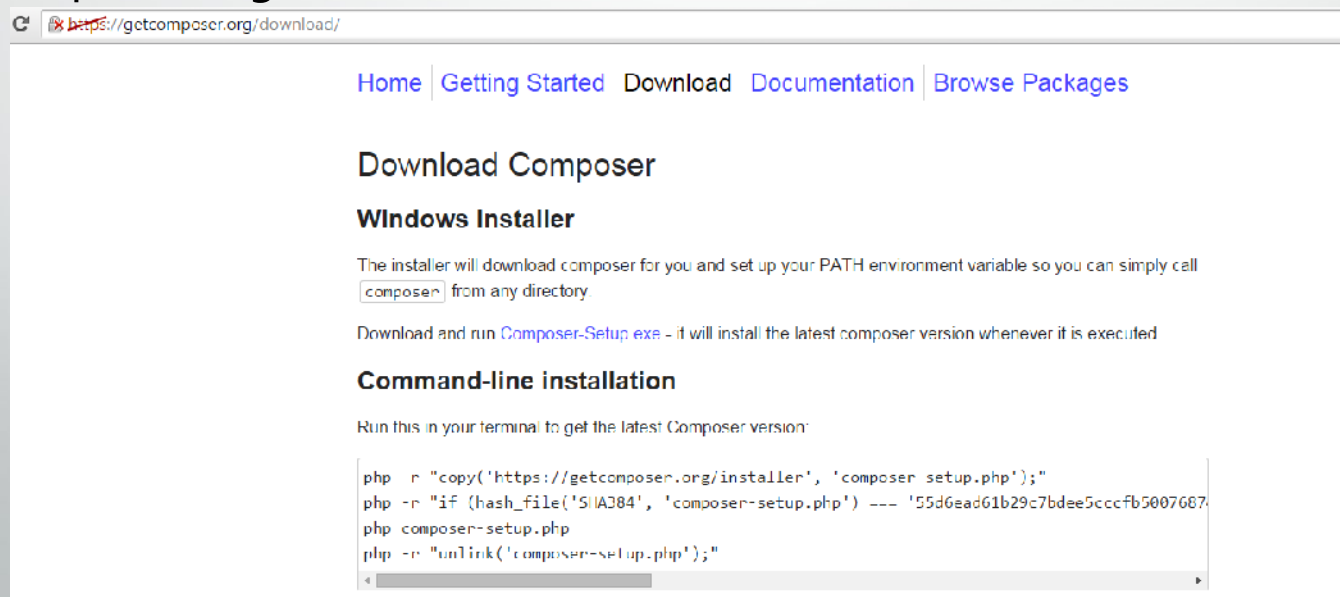 https://getcomposer.org/download/
Home Getting Started Download Documentation Browse Packages
Download Composer
Windows Installer
The installer will download composer for you and set up your PATH environment variable so you can simply call
composer from any directory.
Download and run Composer-Setup.exe - it will install the latest composer version whenever it is executed
Command-line installation
Run this in your terminal to get the latest Composer version:
php -r "copy('https://getcomposer.org/installer', 'composer-setup.php');"
php -r "if (hash_file('SHA384', 'composer-setup.php') === '55d6ead61b29c7bdee5cccfb50076874
php composer-setup.php
php -r "unlink('composer-setup.php');"